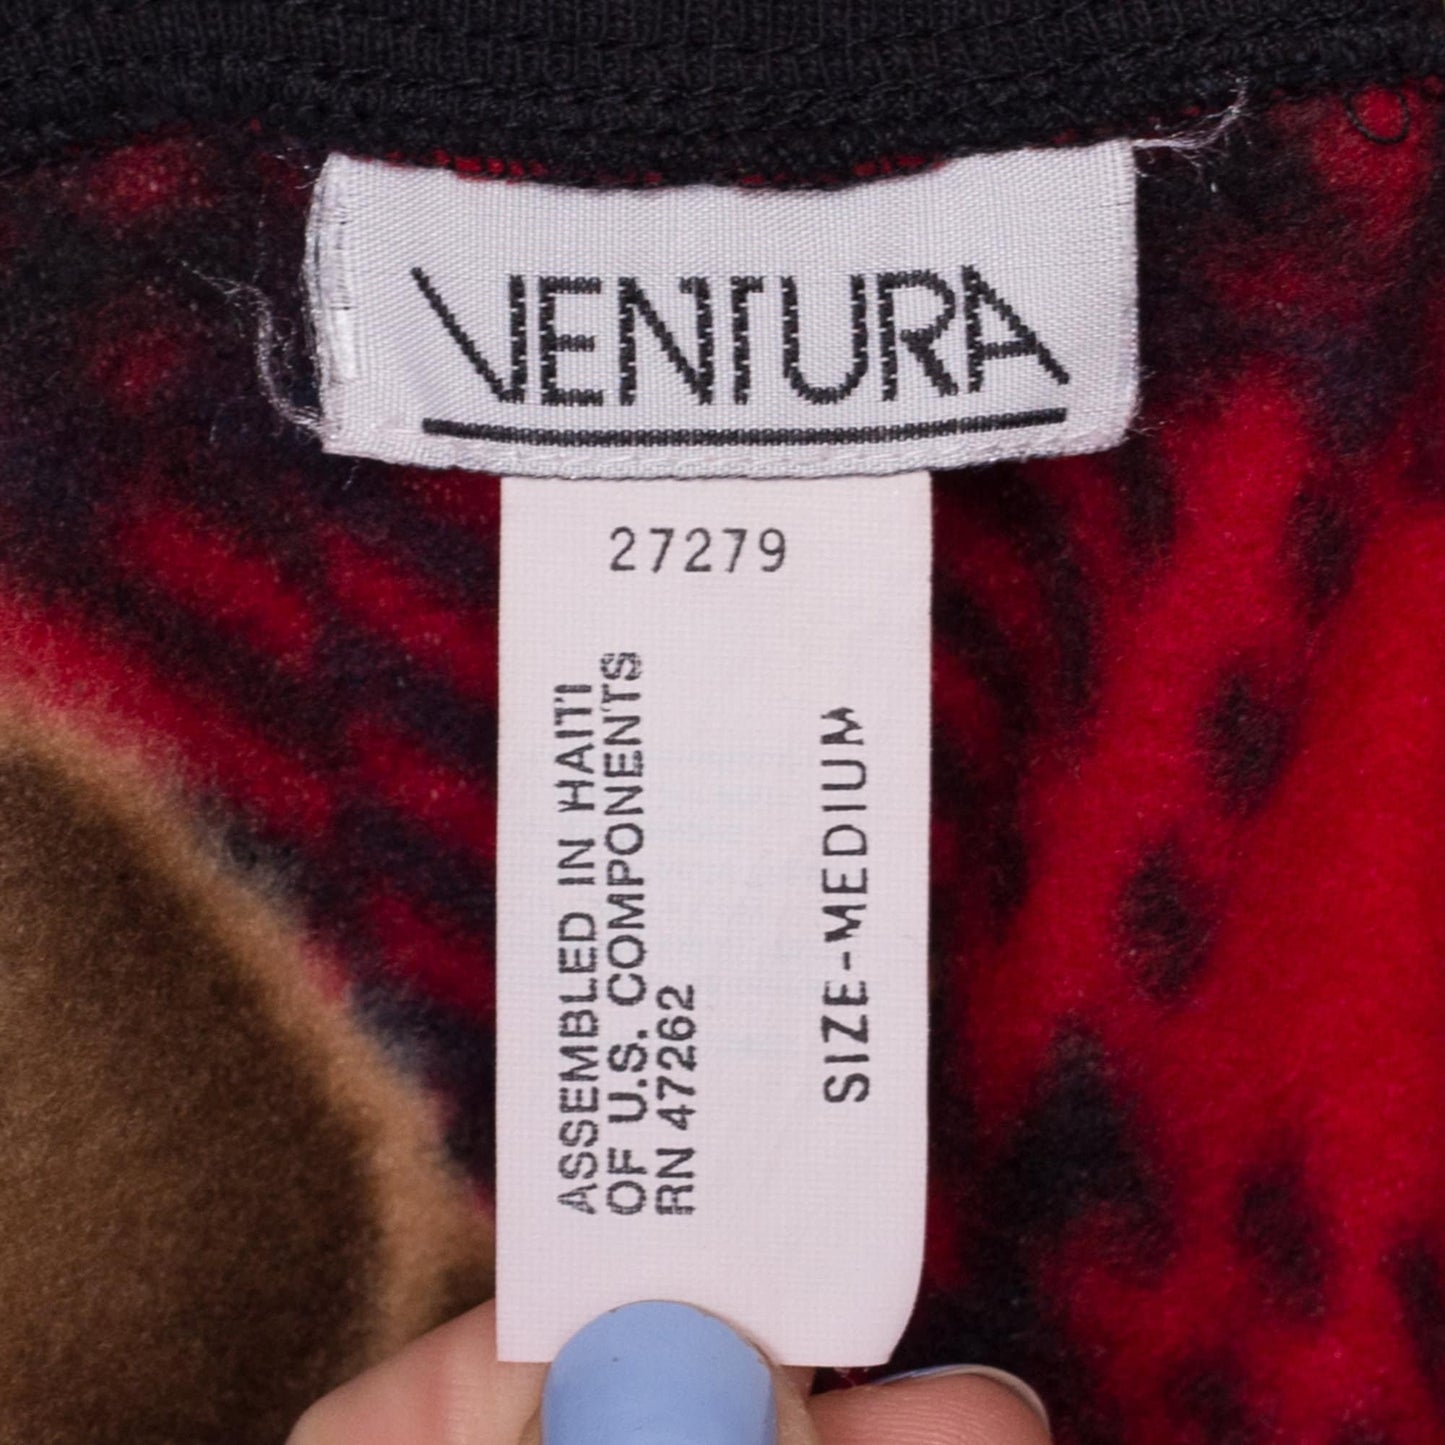 VENTURA
27279
ASSEMBLED IN HAITI
OF U.S. COMPONENTS
RN 47262
SIZE-MEDIUM